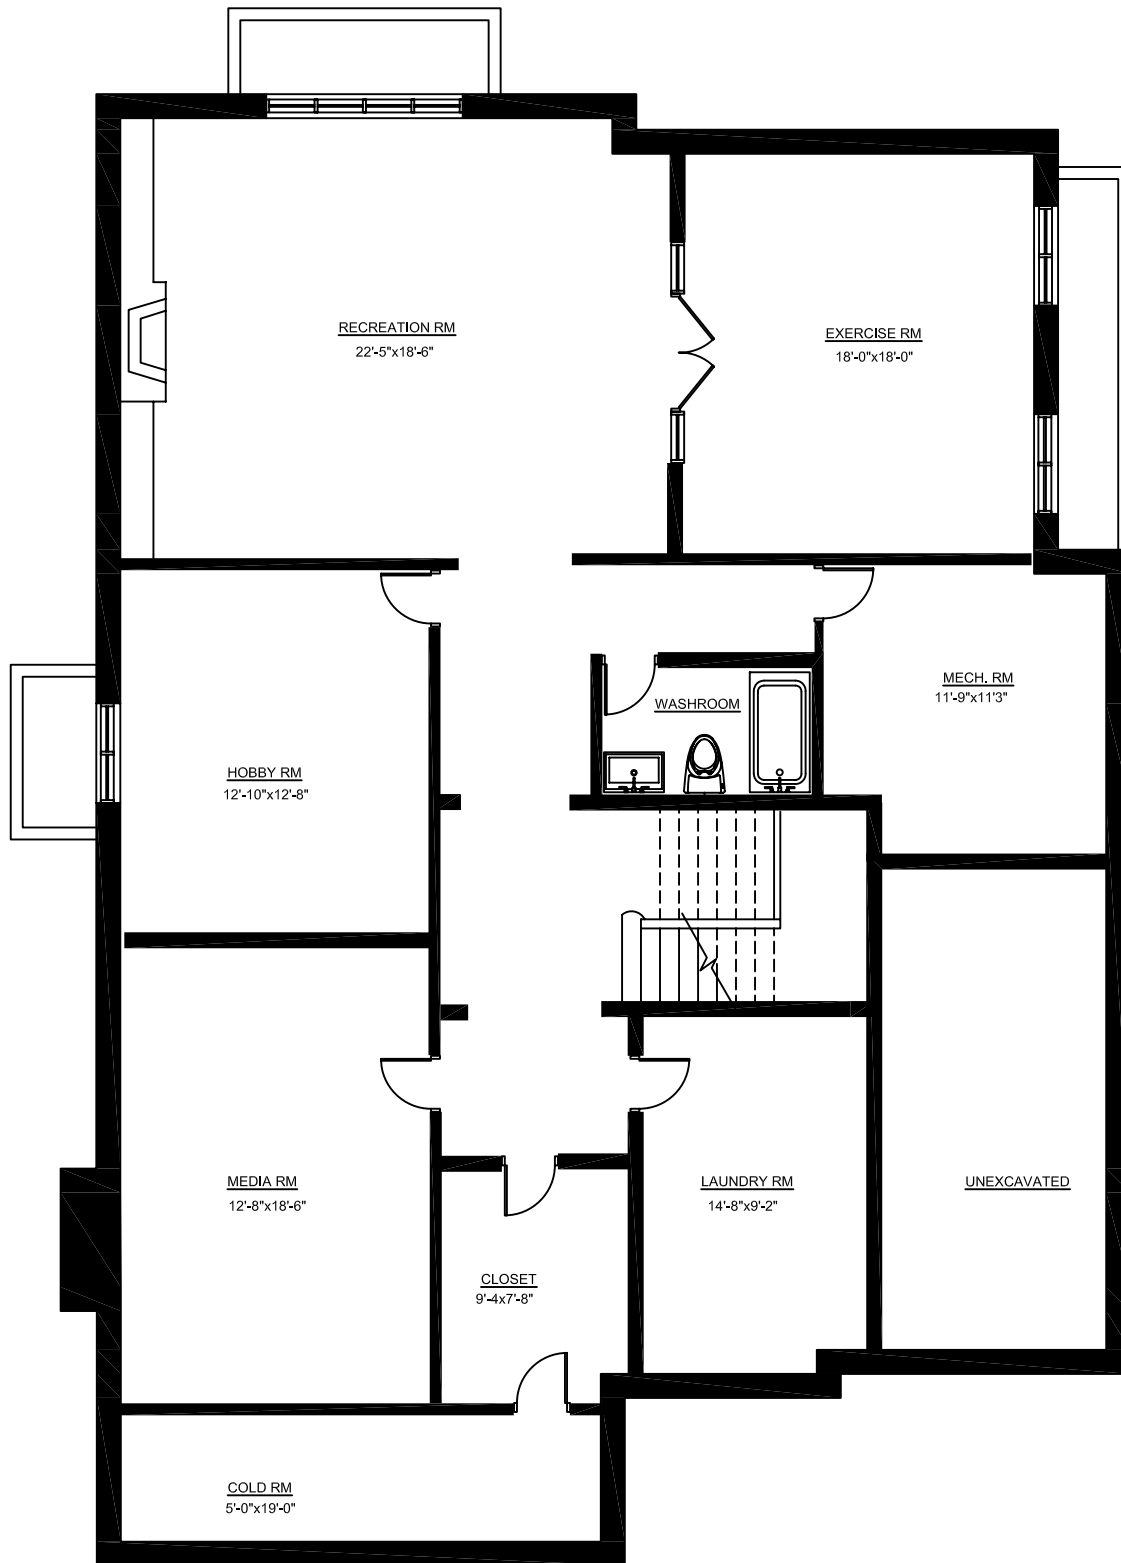 RECREATION RM
22'-5"x18'-6"
EXERCISE RM
18'-0"x18'-0"
MECH. RM
11'-9"x11'3"
WASHROOM
HOBBY RM
12'-10"x12'-8"
MEDIA RM
12'-8"x18'-6"
LAUNDRY RM
14'-8"x9'-2"
UNEXCAVATED
CLOSET
9'-4x7'-8"
COLD RM
5'-0"x19'-0"